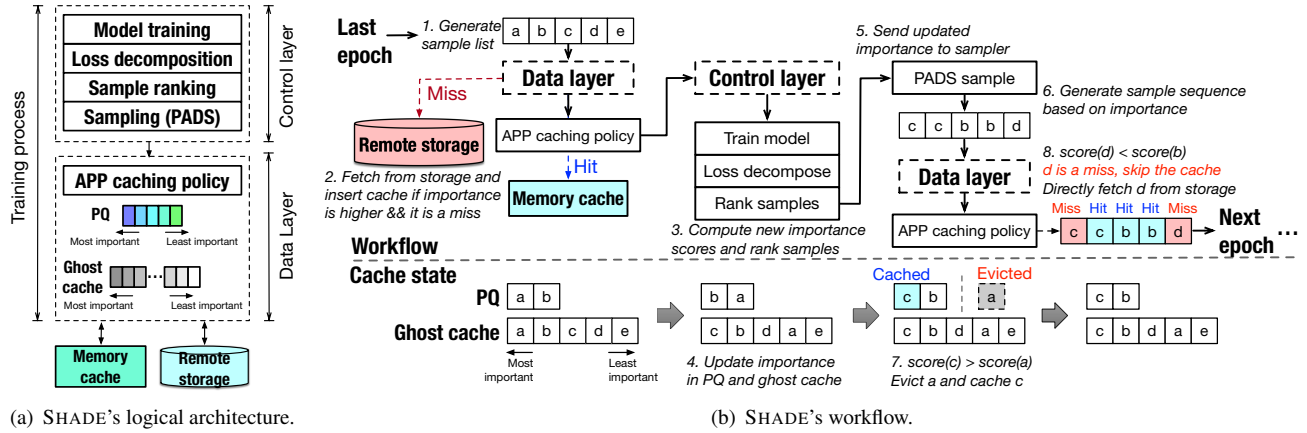 Training process
Model training
Loss decomposition
Sample ranking
Sampling (PADS)
Control layer
APP caching policy
PQ
Most important
Least important
Ghost
cache
...
Most important
Least important
Data Layer
Memory
cache
Remote
storage
(a) SHADE's logical architecture.
Last
epoch
1. Generate
sample list
a b c d e
Data layer
Miss
Remote storage
APP caching policy
Hit
Memory cache
2. Fetch from storage and
insert cache if importance
is higher && it is a miss
Control layer
Train model
Loss decompose
Rank samples
3. Compute new importance
scores and rank samples
5. Send updated
importance to sampler
PADS sample
6. Generate sample sequence
based on importance
c c b b d
Data layer
8. score(d) < score(b)
d is a miss, skip the cache
Directly fetch d from storage
APP caching policy
Miss Hit Hit Hit Miss
c c b b d
Next
epoch ...
Workflow
Cache state
PQ
a b
Ghost cache
a b c d e
Most
important
Least
important
b a
c b d a e
4. Update importance
in PQ and ghost cache
Cached
Evicted
c b
a
c b d a e
7. score(c) > score(a)
Evict a and cache c
c b
c b d a e
(b) SHADE's workflow.